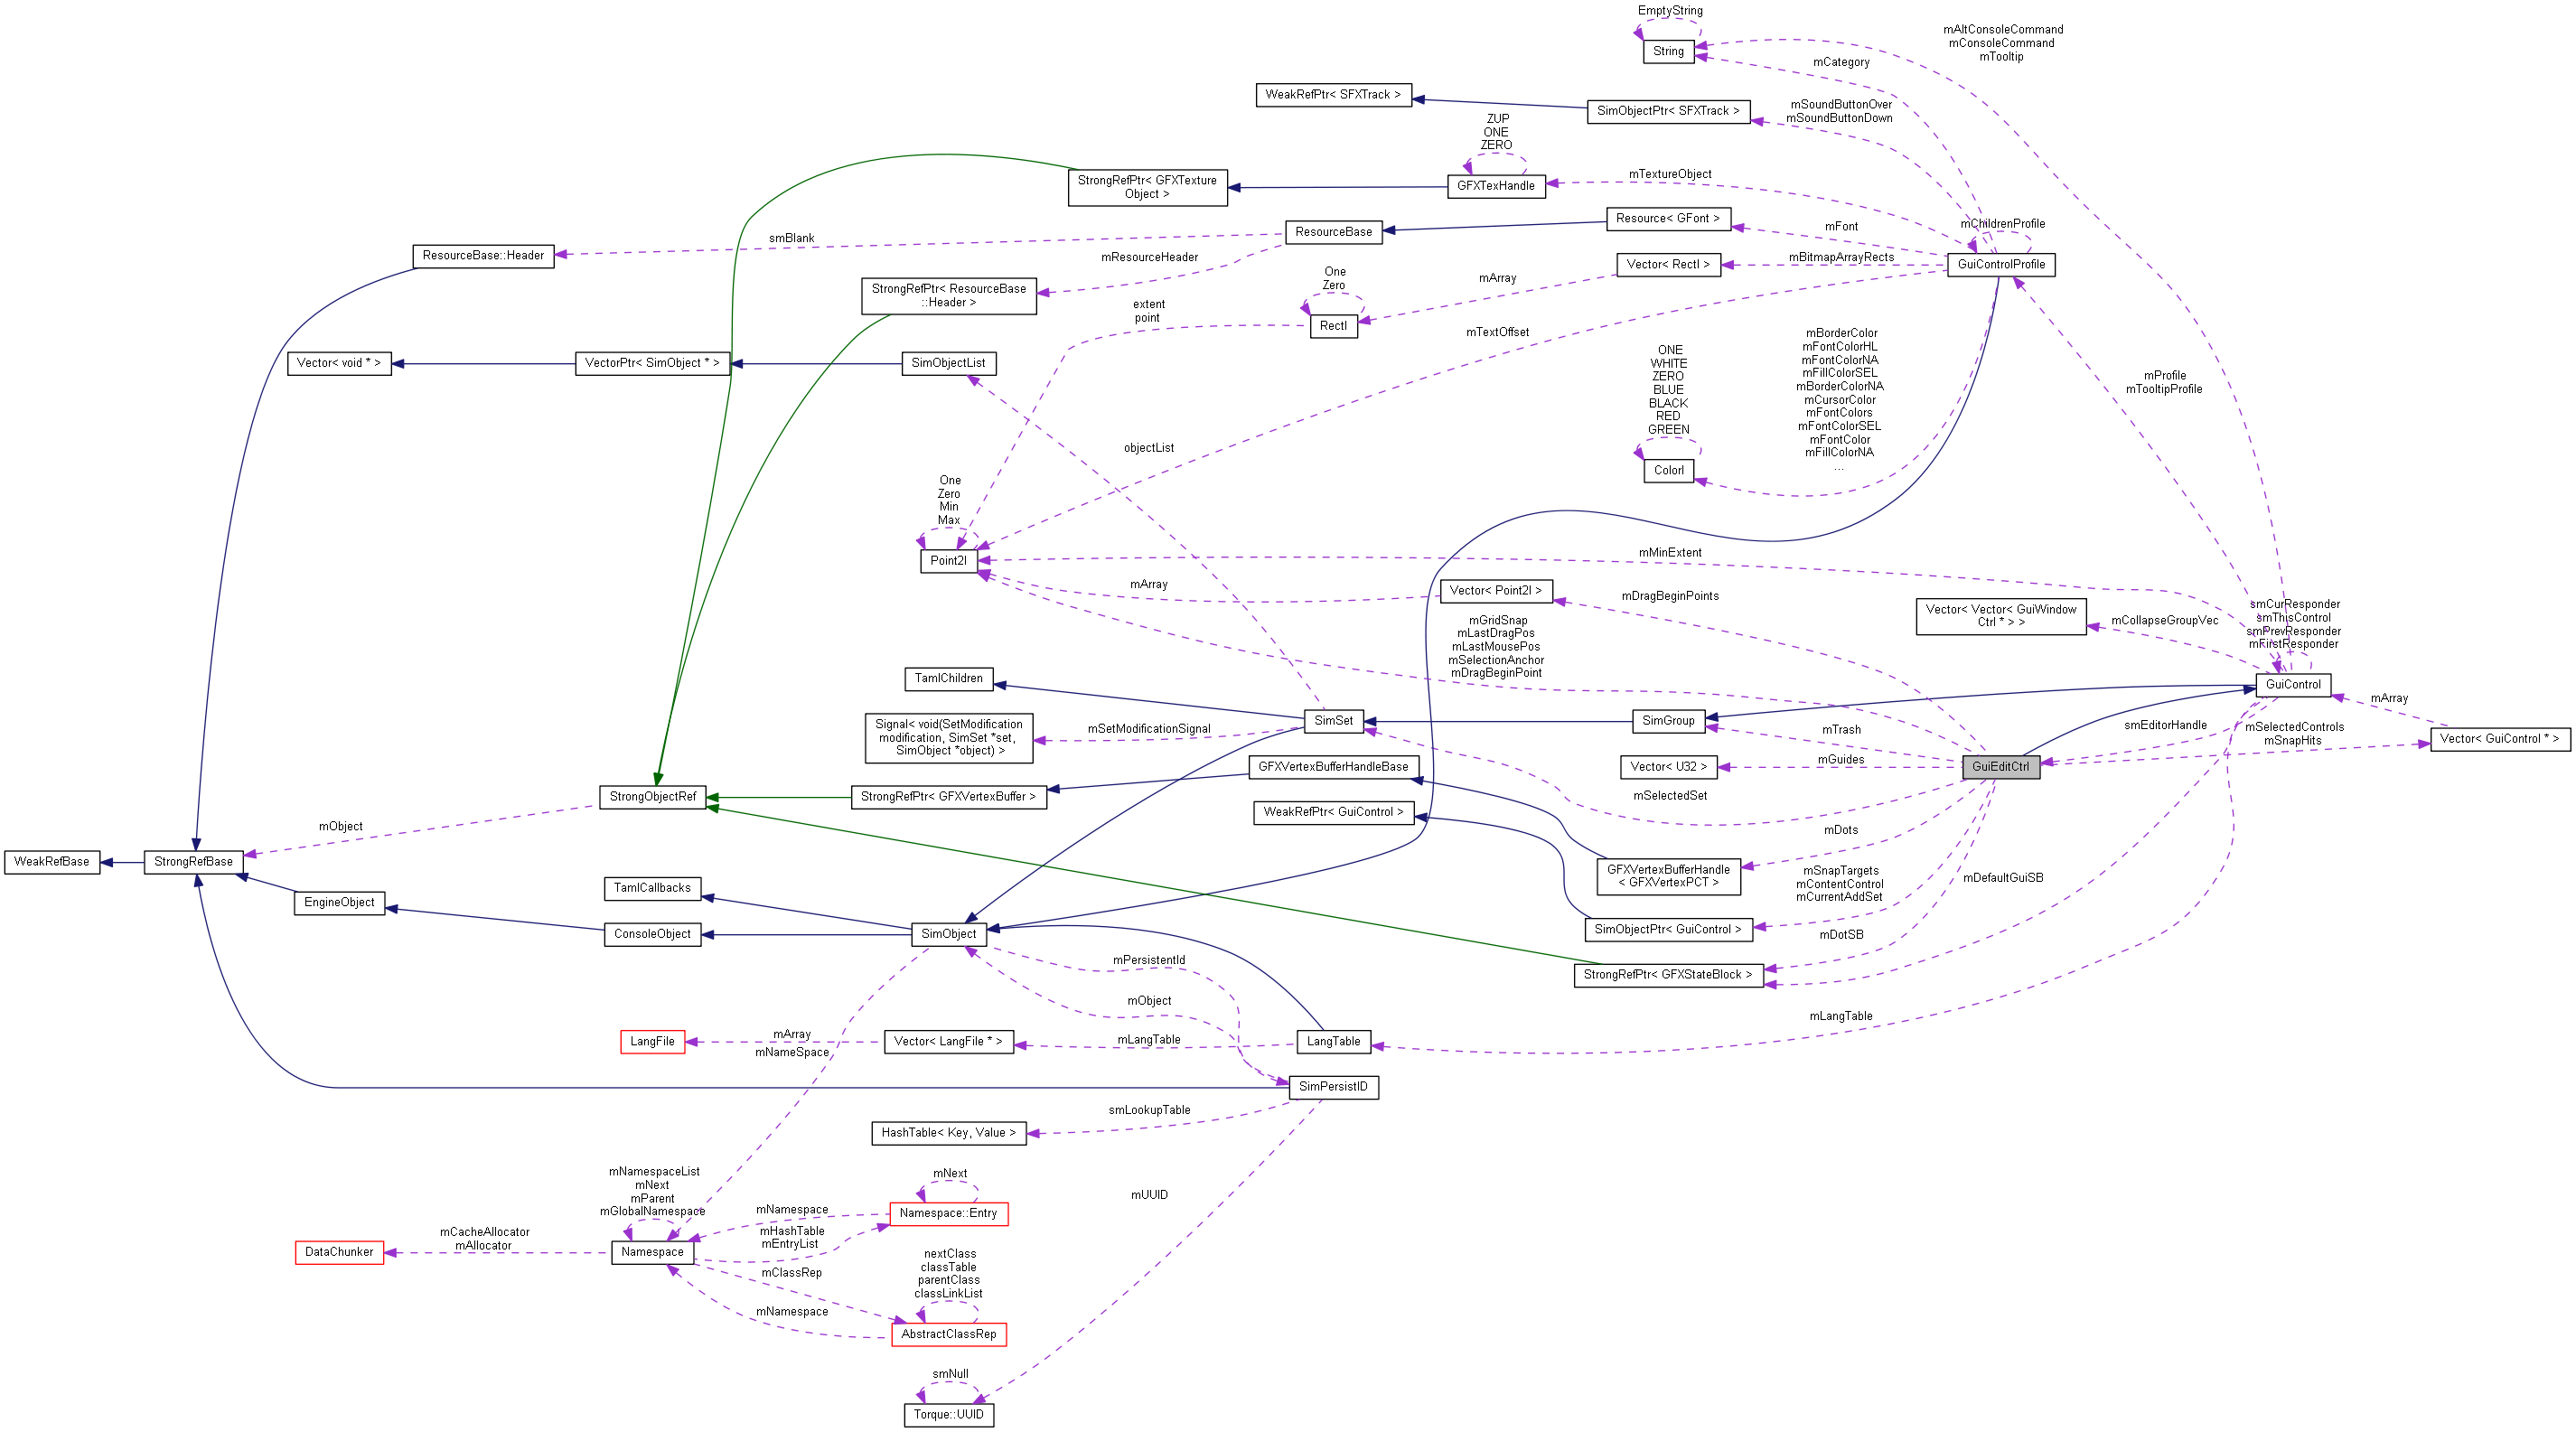 EmptyString
String
mAltConsoleCommand
mConsoleCommand
mTooltip
mCategory
WeakRefPtr< SFXTrack >
SimObjectPtr< SFXTrack >
mSoundButtonOver
mSoundButtonDown
ZUP
ONE
ZERO
StrongRefPtr< GFXTexture
Object >
GFXTexHandle
mTextureObject
Resource< GFont >
mChildrenProfile
mFont
ResourceBase
smBlank
ResourceBase::Header
mResourceHeader
Vector< RectI >
mBitmapArrayRects
GuiControlProfile
StrongRefPtr< ResourceBase
::Header >
One
Zero
mArray
extent
point
RectI
mTextOffset
mBorderColor
mFontColorHL
mFontColorNA
mFillColorSEL
mBorderColorNA
mCursorColor
mFontColors
mFontColorSEL
mFontColor
mFillColorNA
...
ONE
WHITE
ZERO
BLUE
BLACK
RED
GREEN
ColorI
mProfile
mTooltipProfile
Vector< void * >
VectorPtr< SimObject * >
SimObjectList
objectList
One
Zero
Min
Max
Point2I
mMinExtent
mArray
Vector< Point2I >
mDragBeginPoints
Vector< Vector< GuiWindow
Ctrl * > >
mCollapseGroupVec
smCurResponder
smThisControl
smPrevResponder
mFirstResponder
mGridSnap
mLastDragPos
mLastMousePos
mSelectionAnchor
mDragBeginPoint
TamlChildren
GuiControl
mArray
Signal< void(SetModification
modification, SimSet *set,
SimObject *object) >
mSetModificationSignal
SimSet
SimGroup
mTrash
smEditorHandle
mSelectedControls
mSnapHits
Vector< GuiControl * >
GFXVertexBufferHandleBase
Vector< U32 >
mGuides
GuiEditCtrl
StrongObjectRef
StrongRefPtr< GFXVertexBuffer >
mSelectedSet
WeakRefPtr< GuiControl >
mObject
mDots
WeakRefBase
StrongRefBase
GFXVertexBufferHandle
< GFXVertexPCT >
mSnapTargets
mContentControl
mCurrentAddSet
mDefaultGuiSB
TamlCallbacks
EngineObject
ConsoleObject
SimObject
SimObjectPtr< GuiControl >
mDotSB
mPersistentId
StrongRefPtr< GFXStateBlock >
mObject
mLangTable
LangFile
mArray
mNameSpace
Vector< LangFile * >
mLangTable
LangTable
SimPersistID
smLookupTable
HashTable< Key, Value >
mNamespaceList
mNext
mParent
mGlobalNamespace
mNext
mNamespace
Namespace::Entry
mUUID
mHashTable
mEntryList
mCacheAllocator
mAllocator
DataChunker
Namespace
mClassRep
nextClass
classTable
parentClass
classLinkList
mNamespace
AbstractClassRep
smNull
Torque::UUID